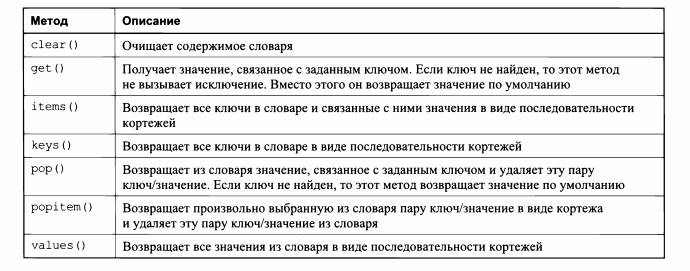 Метод Описание
clear() Очищает содержимое словаря
get() Получает значение, связанное с заданным ключом. Если ключ не найден, то этот метод
не вызывает исключение. Вместо этого он возвращает значение по умолчанию
items() Возвращает все ключи в словаре и связанные с ними значения в виде последовательности
кортежей
keys() Возвращает все ключи в словаре в виде последовательности кортежей
pop() Возвращает из словаря значение, связанное с заданным ключом и удаляет эту пару
ключ/значение. Если ключ не найден, то этот метод возвращает значение по умолчанию
popitem() Возвращает произвольно выбранную из словаря пару ключ/значение в виде кортежа
и удаляет эту пару ключ/значение из словаря
values() Возвращает все значения из словаря в виде последовательности кортежей